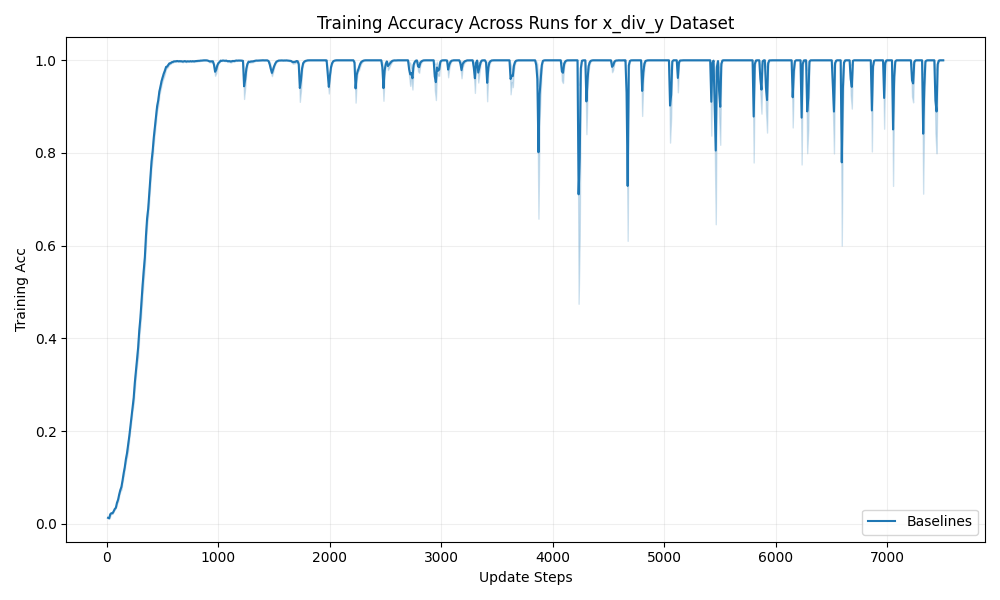 Training Accuracy Across Runs for x_div_y Dataset
Training Acc
1.0
0.8
0.6
0.4
0.2
0.0
Baselines
0 1000 2000 3000 4000 5000 6000 7000
Update Steps